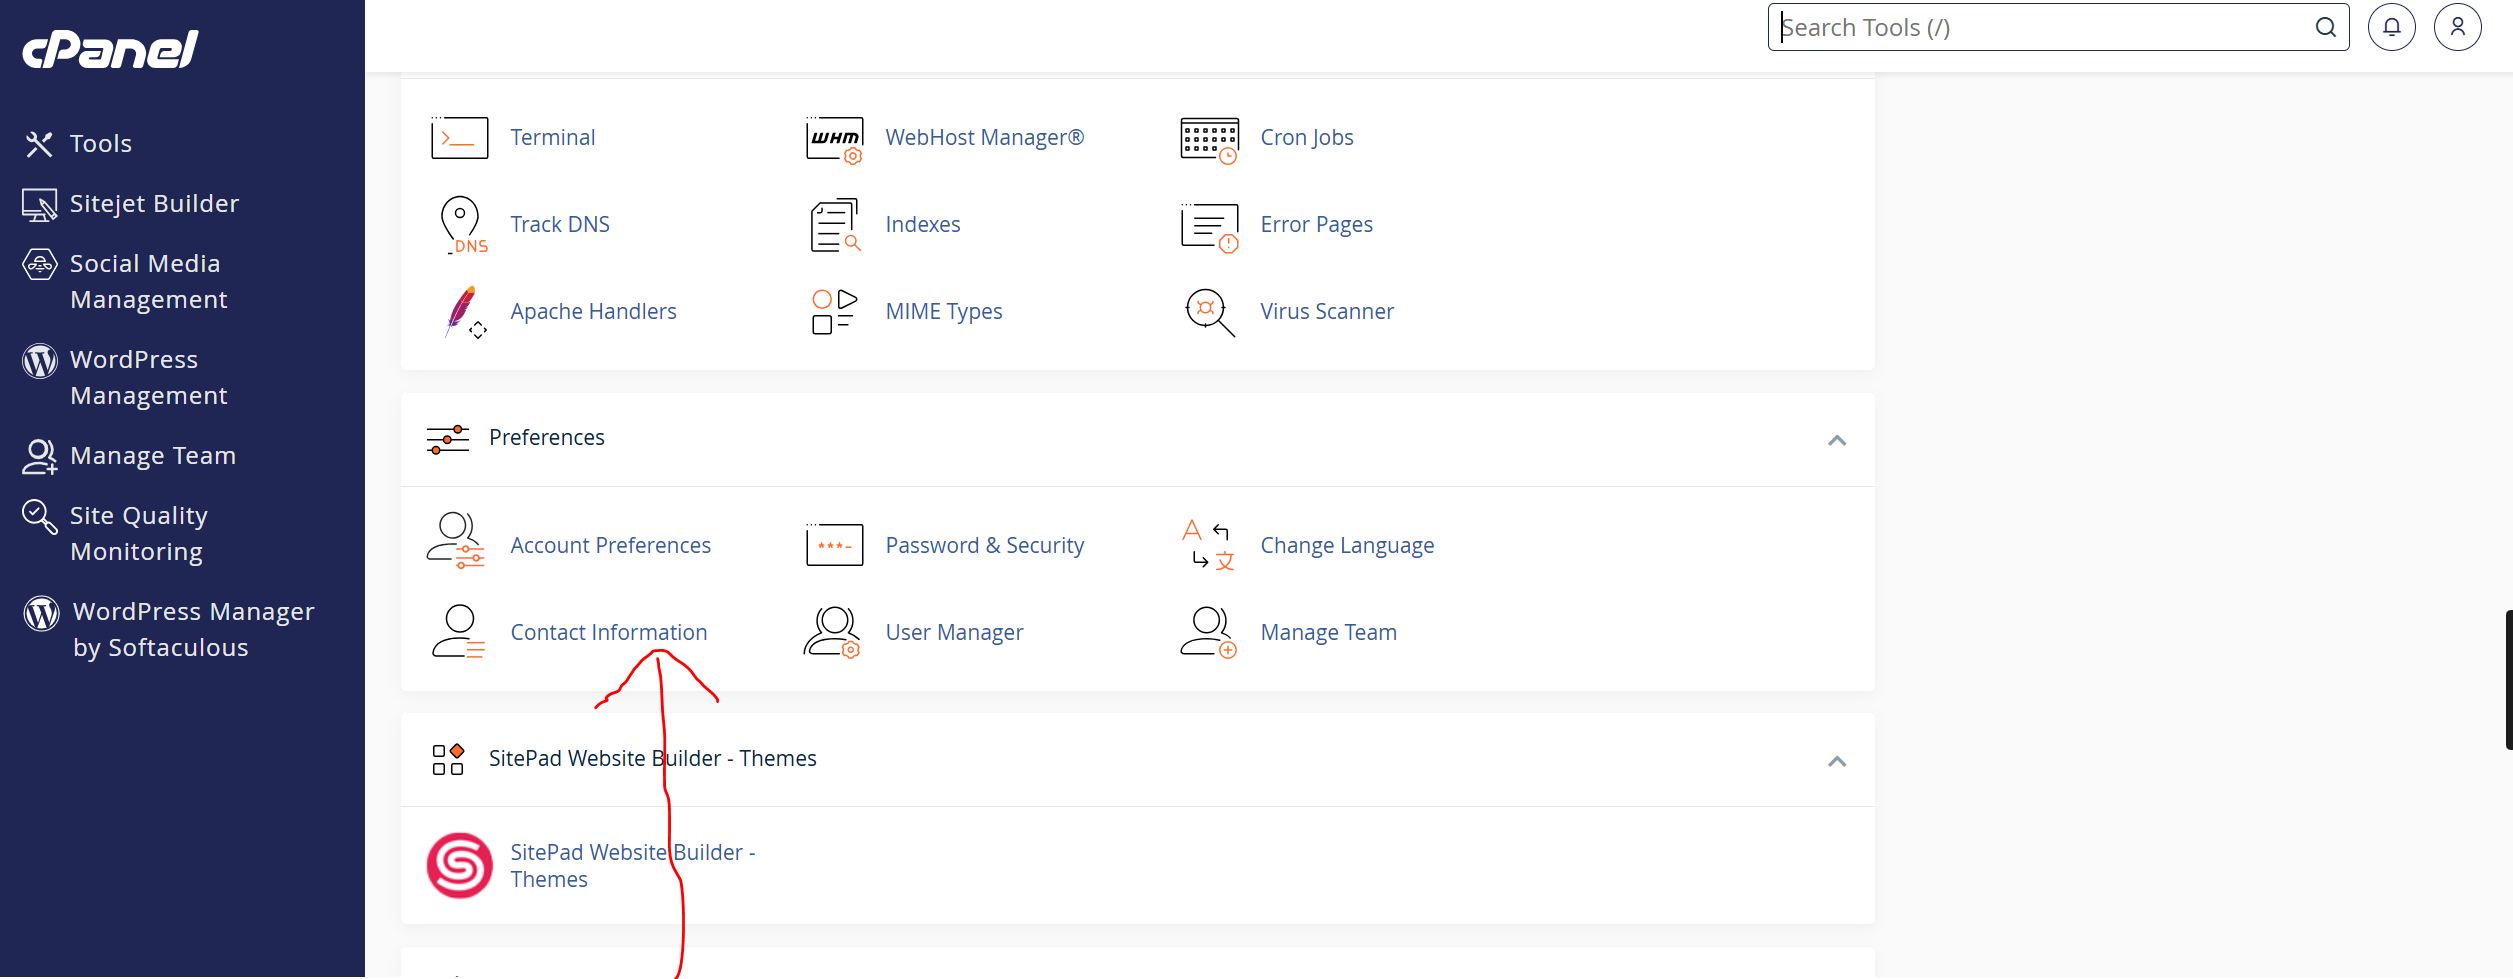 cPanel
Search Tools (/)
Tools
Sitejet Builder
Social Media
Management
WordPress
Management
Manage Team
Site Quality
Monitoring
WordPress Manager
by Softaculous
Terminal
WHM
WebHost Manager®
Cron Jobs
DNS
Track DNS
Indexes
Error Pages
Apache Handlers
MIME Types
Virus Scanner
Preferences
Account Preferences
Password & Security
A
文
Change Language
Contact Information
User Manager
Manage Team
SitePad Website Builder - Themes
SitePad Website Builder -
Themes